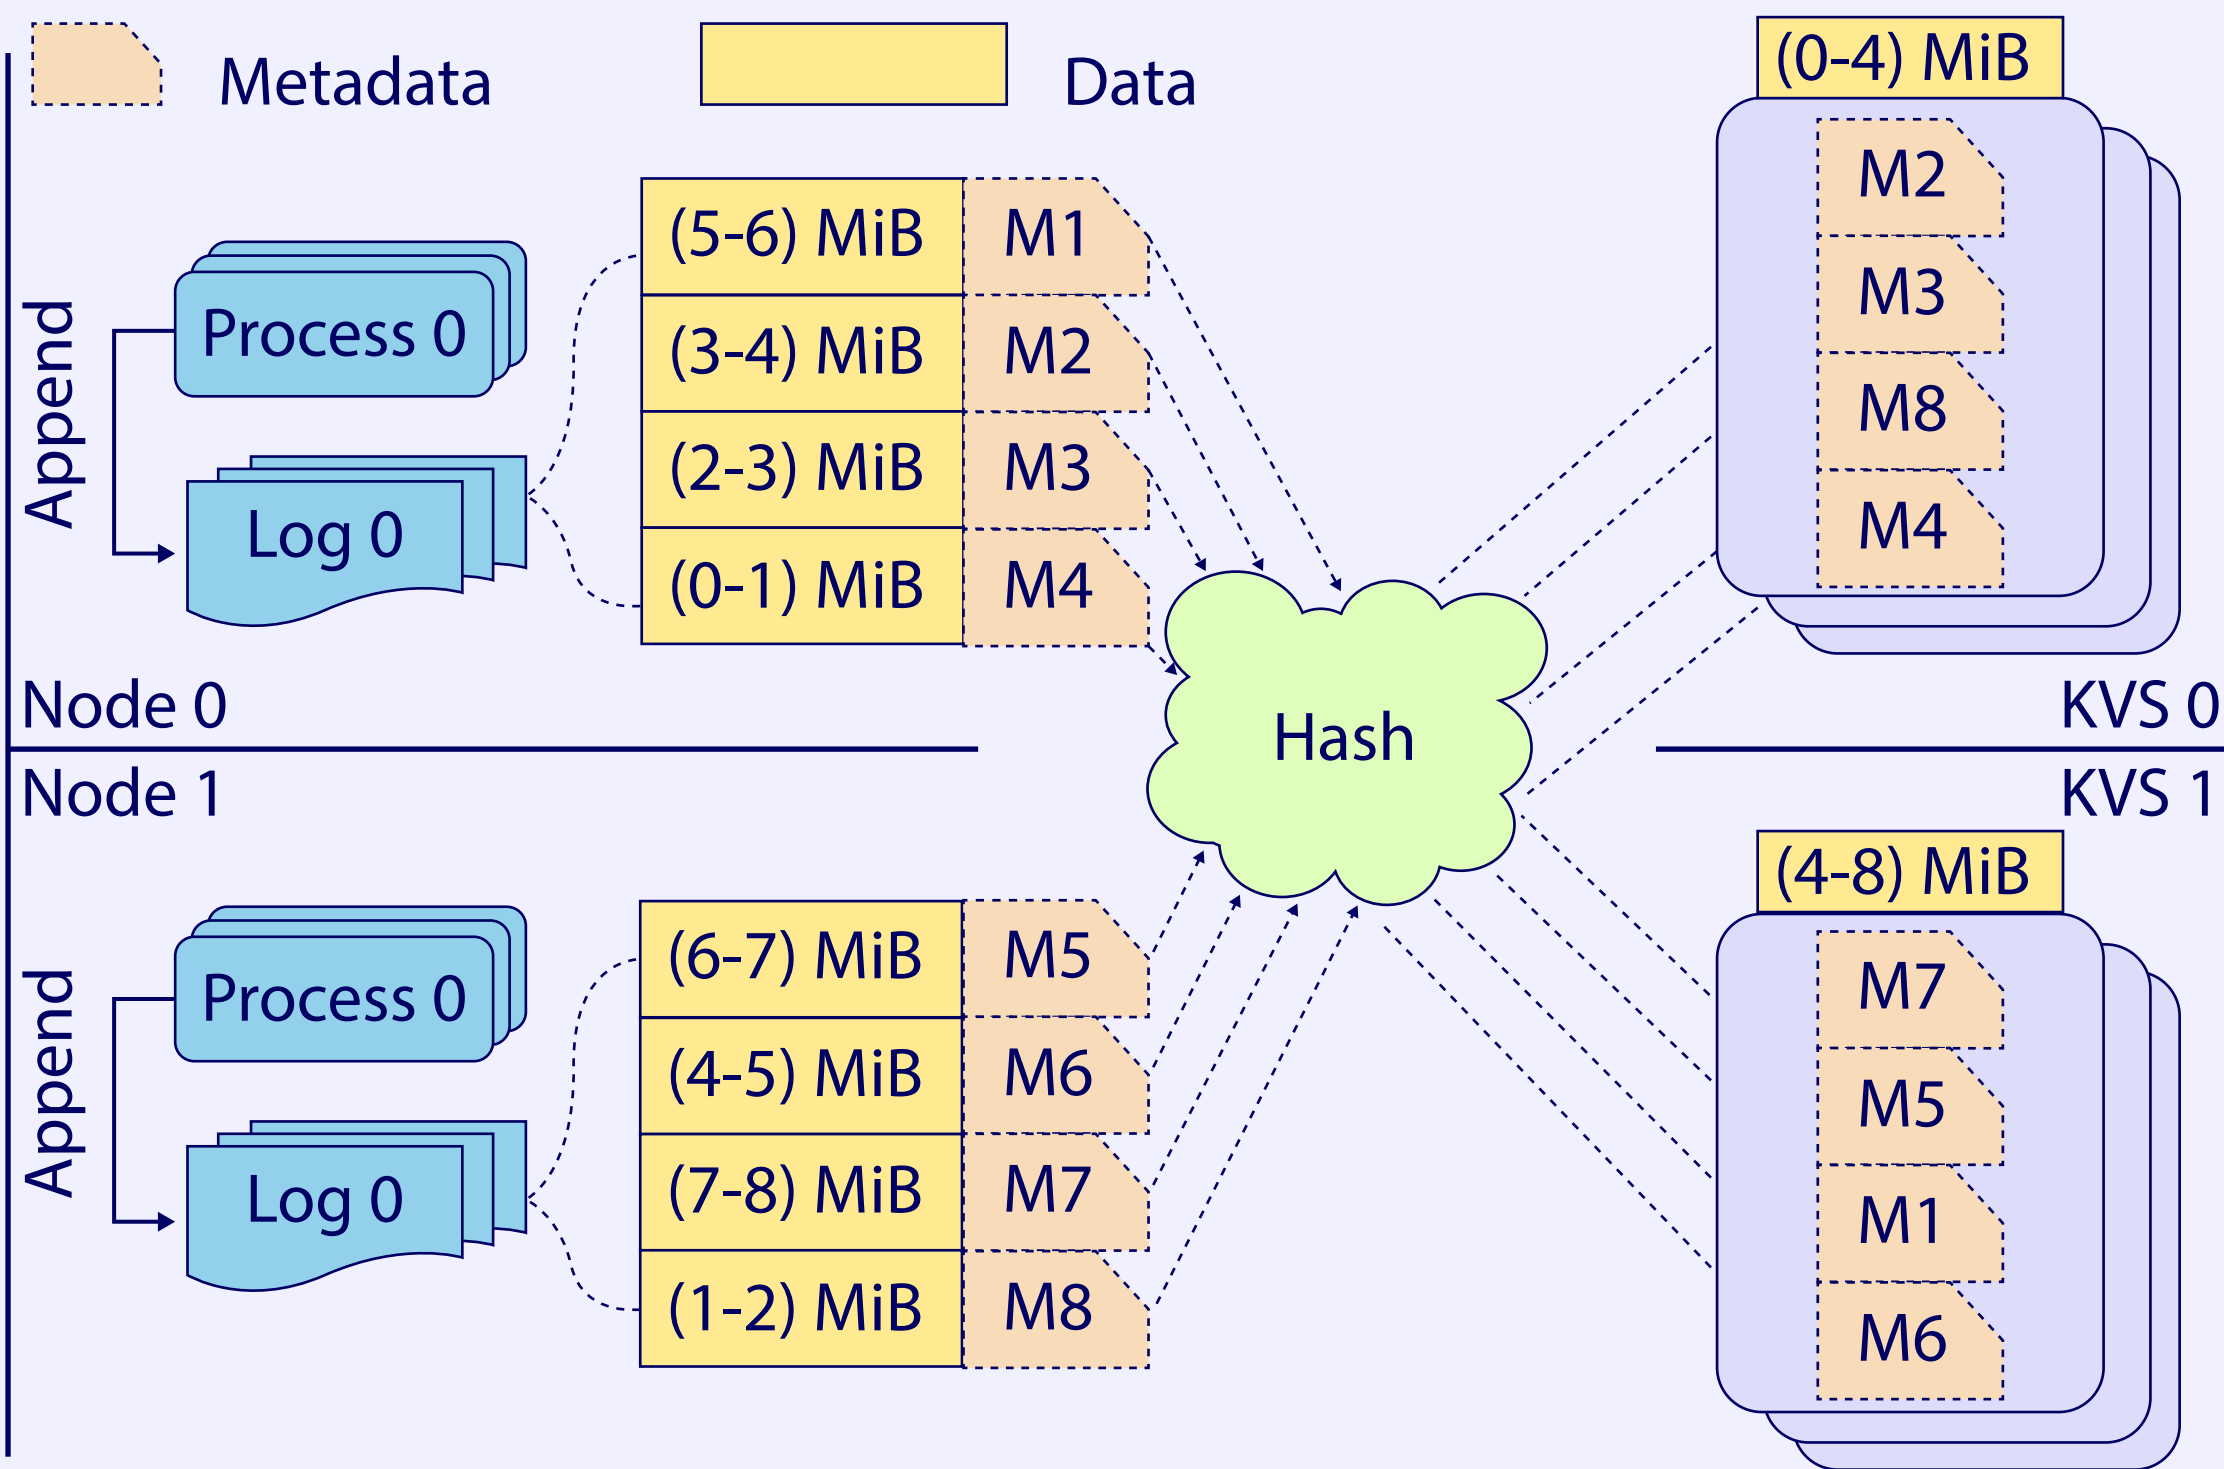 Metadata
Data
Append
Process 0
Log 0
(5-6) MiB M1
(3-4) MiB M2
(2-3) MiB M3
(0-1) MiB M4
Node 0
Hash
(0-4) MiB
M2
M3
M8
M4
KVS 0
Node 1
Append
Process 0
Log 0
(6-7) MiB M5
(4-5) MiB M6
(7-8) MiB M7
(1-2) MiB M8
KVS 1
(4-8) MiB
M7
M5
M1
M6